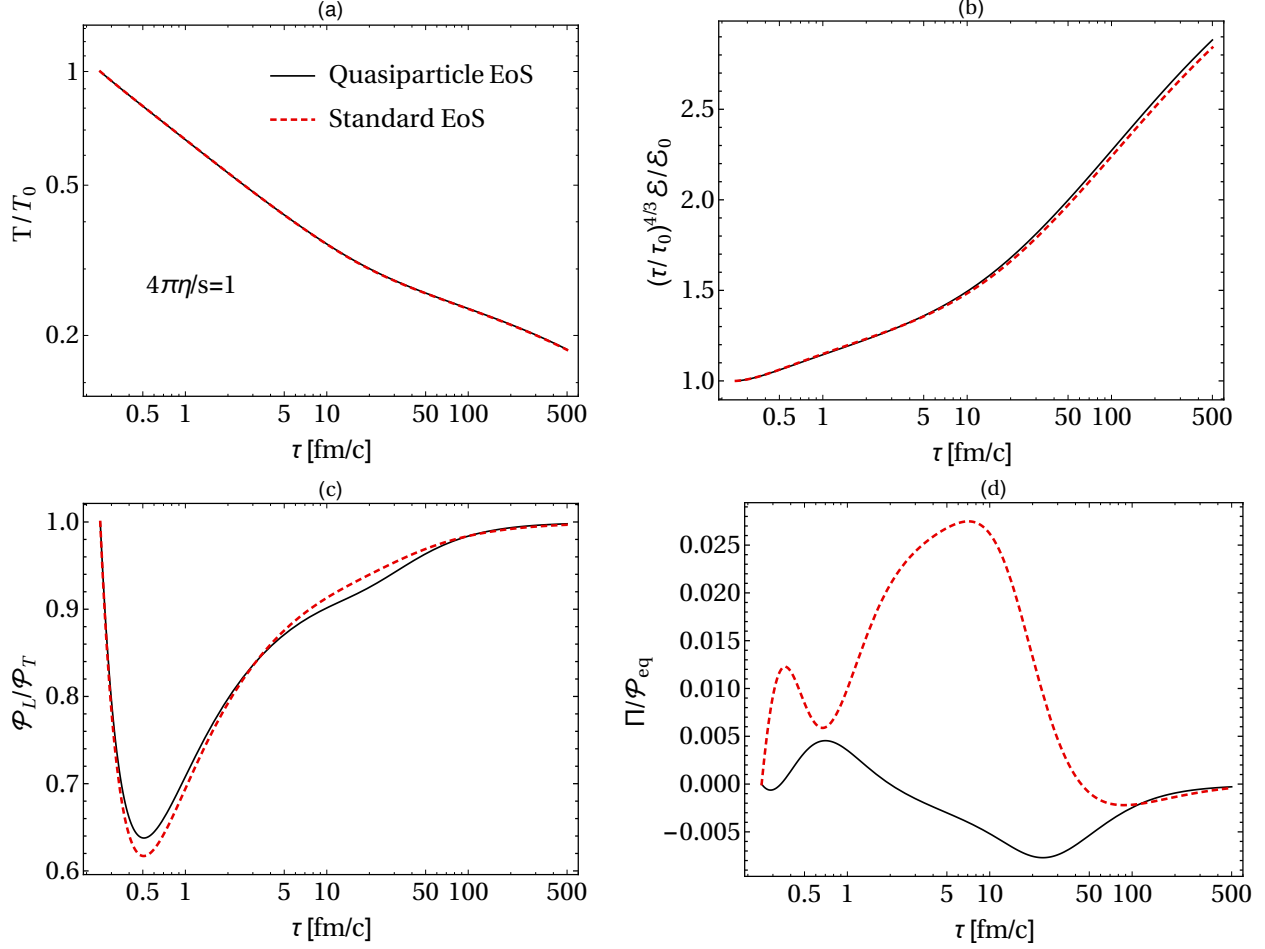 (a)
1
0.5
0.2
T/T0
Quasiparticle EoS
Standard EoS
4πη/s=1
0.5 1 5 10 50 100 500
τ [fm/c]
(b)
2.5
2.0
1.5
1.0
(τ/τ0)^4/3 ℰ/ℰ0
0.5 1 5 10 50 100 500
τ [fm/c]
(c)
1.0
0.9
0.8
0.7
0.6
𝒫L/𝒫T
0.5 1 5 10 50 100 500
τ [fm/c]
(d)
0.025
0.020
0.015
0.010
0.005
0.000
−0.005
Π/𝒫eq
0.5 1 5 10 50 100 500
τ [fm/c]